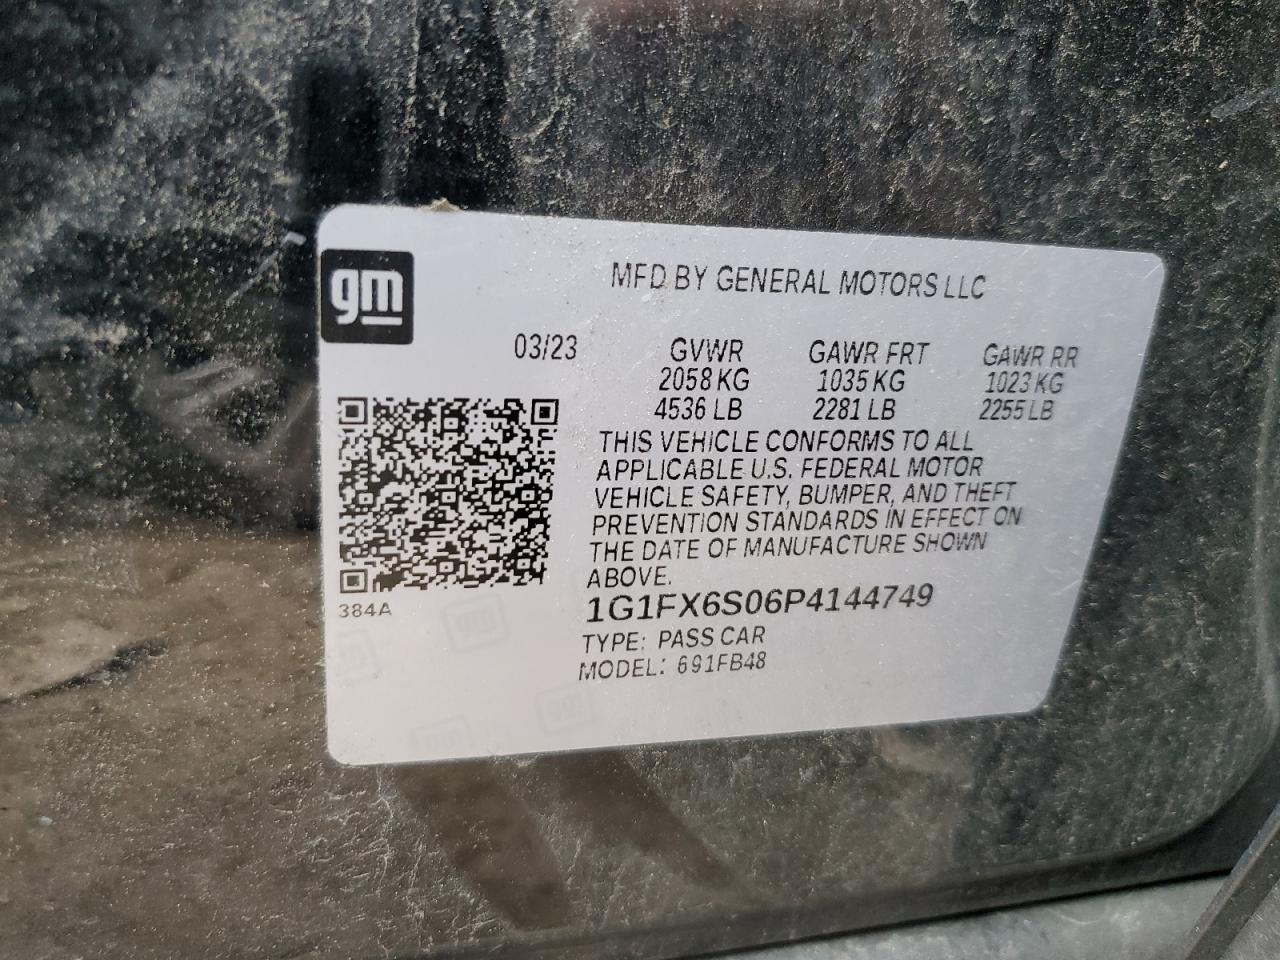 gm
MFD BY GENERAL MOTORS LLC
03/23 GVWR GAWR FRT GAWR RR
2058 KG 1035 KG 1023 KG
4536 LB 2281 LB 2255 LB
THIS VEHICLE CONFORMS TO ALL
APPLICABLE U.S. FEDERAL MOTOR
VEHICLE SAFETY, BUMPER, AND THEFT
PREVENTION STANDARDS IN EFFECT ON
THE DATE OF MANUFACTURE SHOWN
ABOVE.
384A
1G1FX6S06P4144749
TYPE: PASS CAR
MODEL: 691FB48